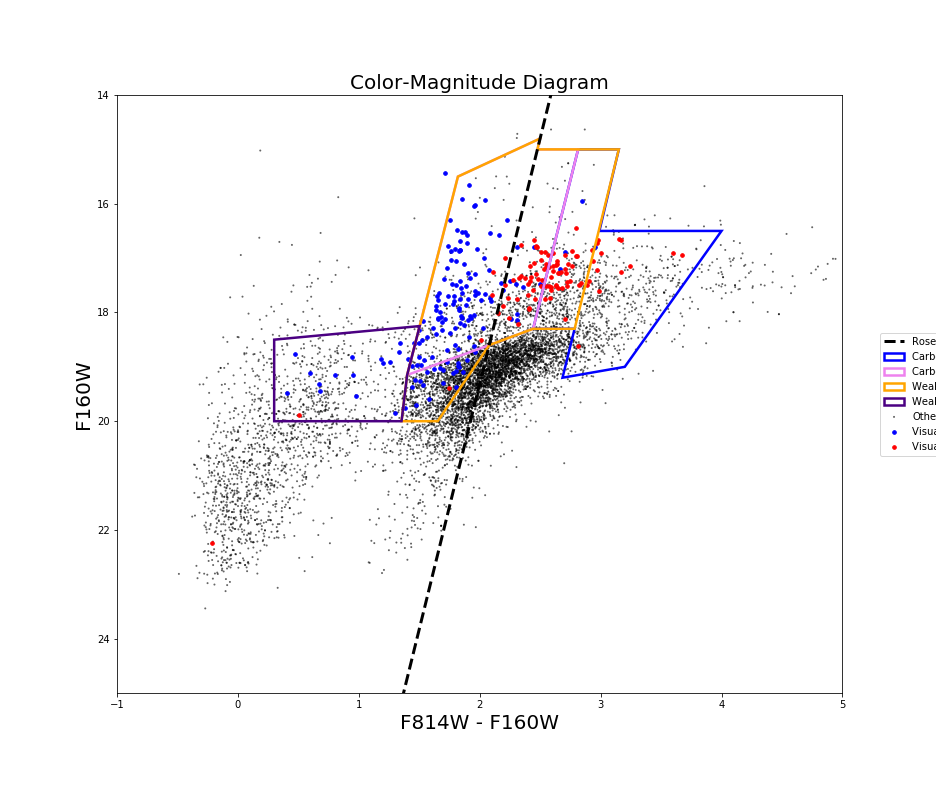 Color-Magnitude Diagram
14
16
18
20
22
24
F160W
−1
0
1
2
3
4
5
F814W - F160W
Rose
Carb
Carb
Weal
Weal
Othe
Visua
Visua